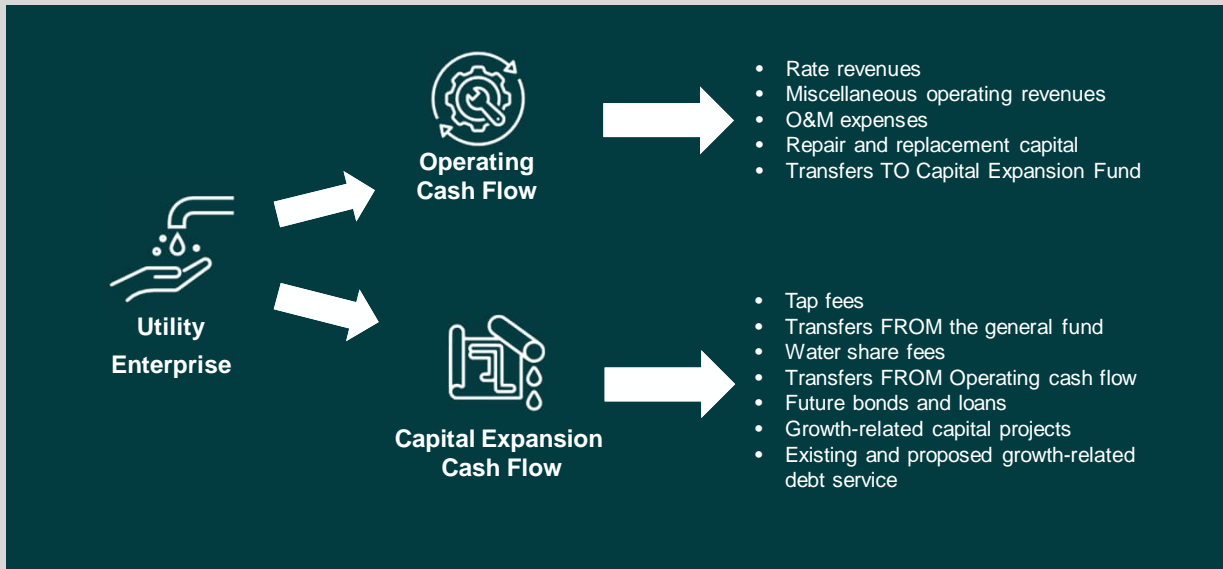 Utility
Enterprise
Operating
Cash Flow
• Rate revenues
• Miscellaneous operating revenues
• O&M expenses
• Repair and replacement capital
• Transfers TO Capital Expansion Fund
Capital Expansion
Cash Flow
• Tap fees
• Transfers FROM the general fund
• Water share fees
• Transfers FROM Operating cash flow
• Future bonds and loans
• Growth-related capital projects
• Existing and proposed growth-related
debt service